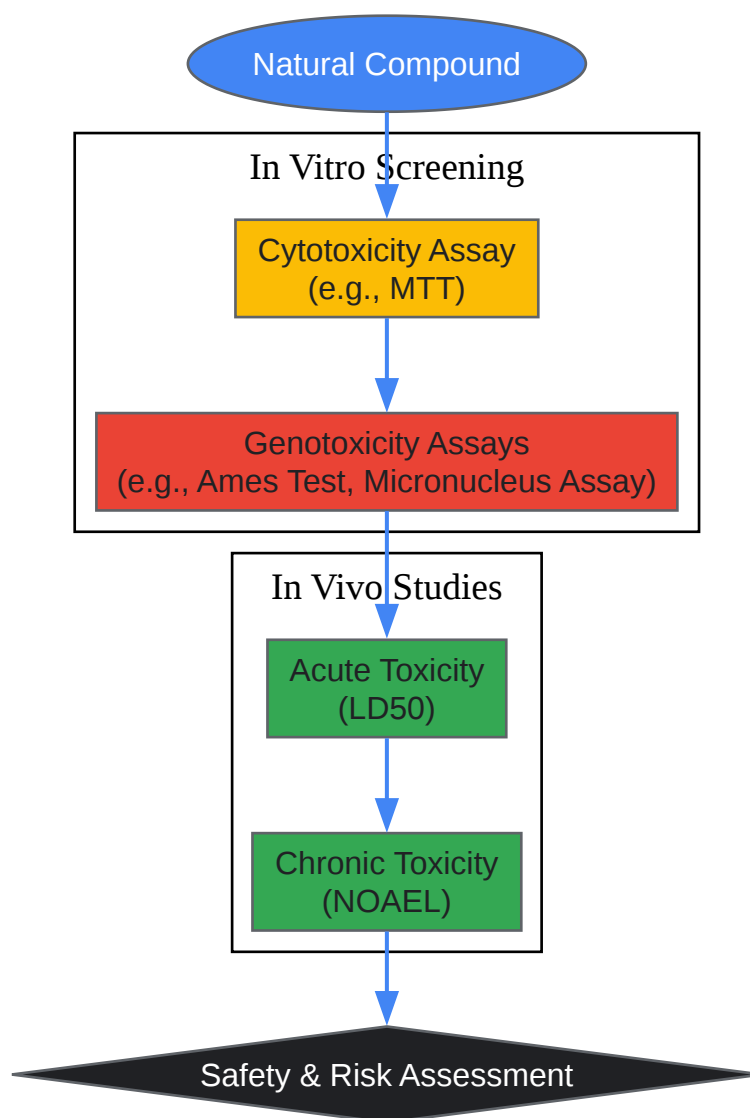 Natural Compound
In Vitro Screening
Cytotoxicity Assay
(e.g., MTT)
Genotoxicity Assays
(e.g., Ames Test, Micronucleus Assay)
In Vivo Studies
Acute Toxicity
(LD50)
Chronic Toxicity
(NOAEL)
Safety & Risk Assessment